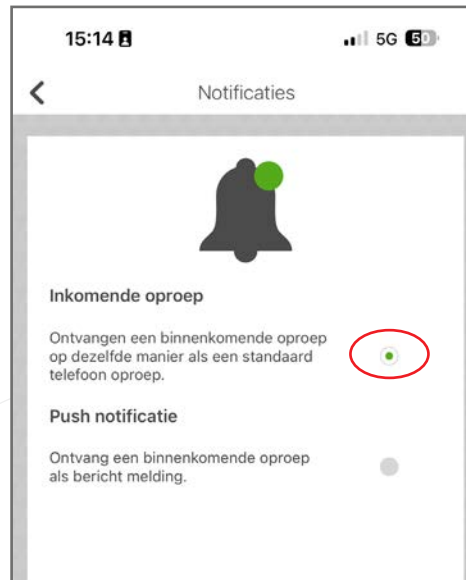 15:14
5G 50
Notificaties
Inkomende oproep
Ontvangen een binnenkomende oproep
op dezelfde manier als een standaard
telefoon oproep.
Push notificatie
Ontvang een binnenkomende oproep
als bericht melding.